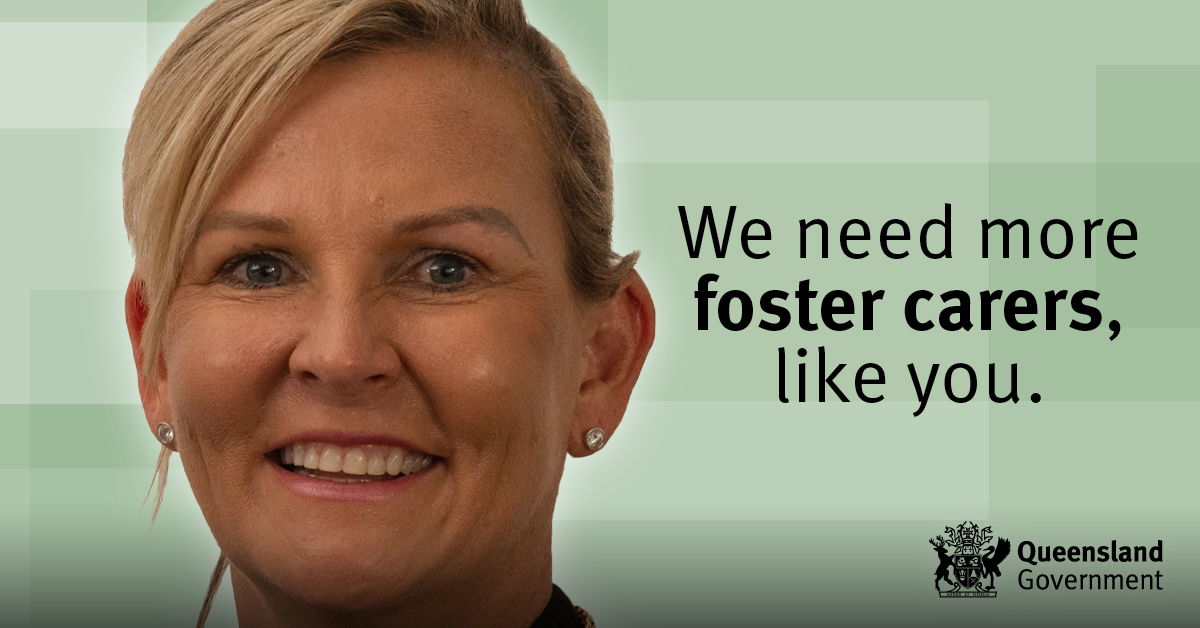 We need more
foster carers,
like you.
Queensland
Government